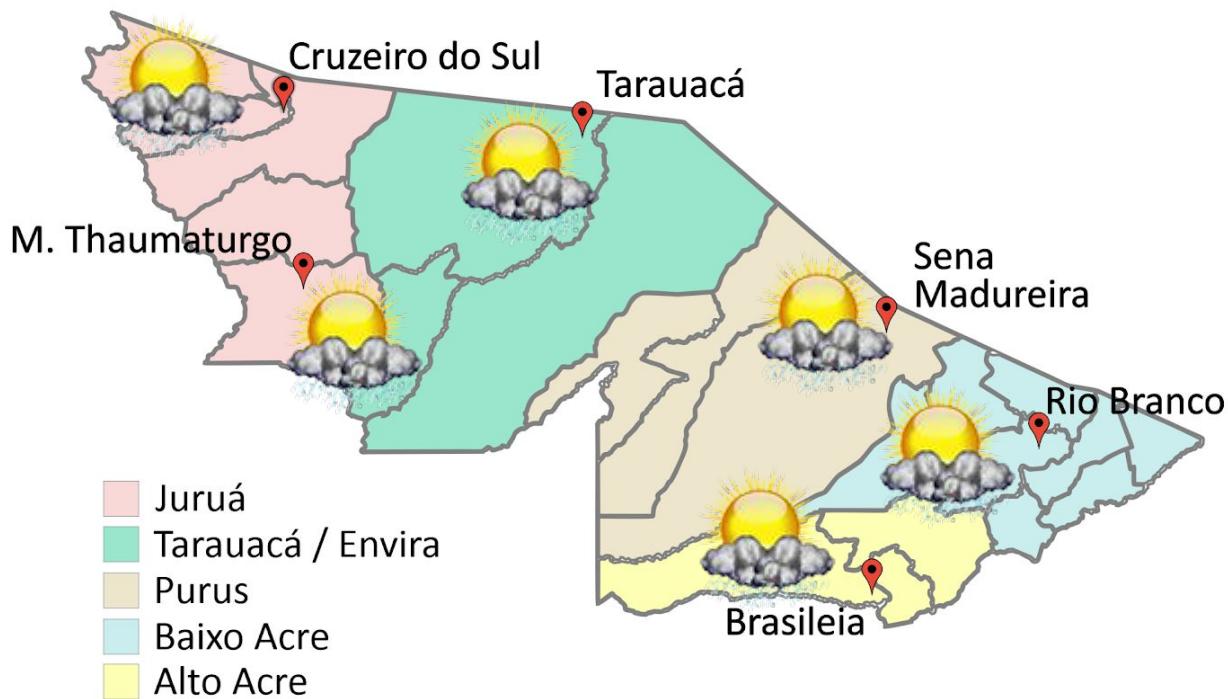 Cruzeiro do Sul
Tarauacá
M. Thaumaturgo
Sena
Madureira
Rio Branco
Brasileia
Juruá
Tarauacá / Envira
Purus
Baixo Acre
Alto Acre